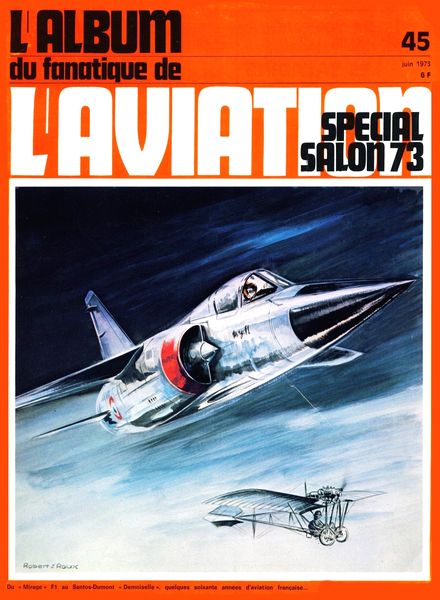 L'ALBUM
45
du fanatique de
juin 1973
6 F
L'AVIATION
SPECIAL
SALON 73
Robert J. Roux
Du « Mirage » F1 au Santos-Dumont « Demoiselle », quelques soixante années d'aviation française...